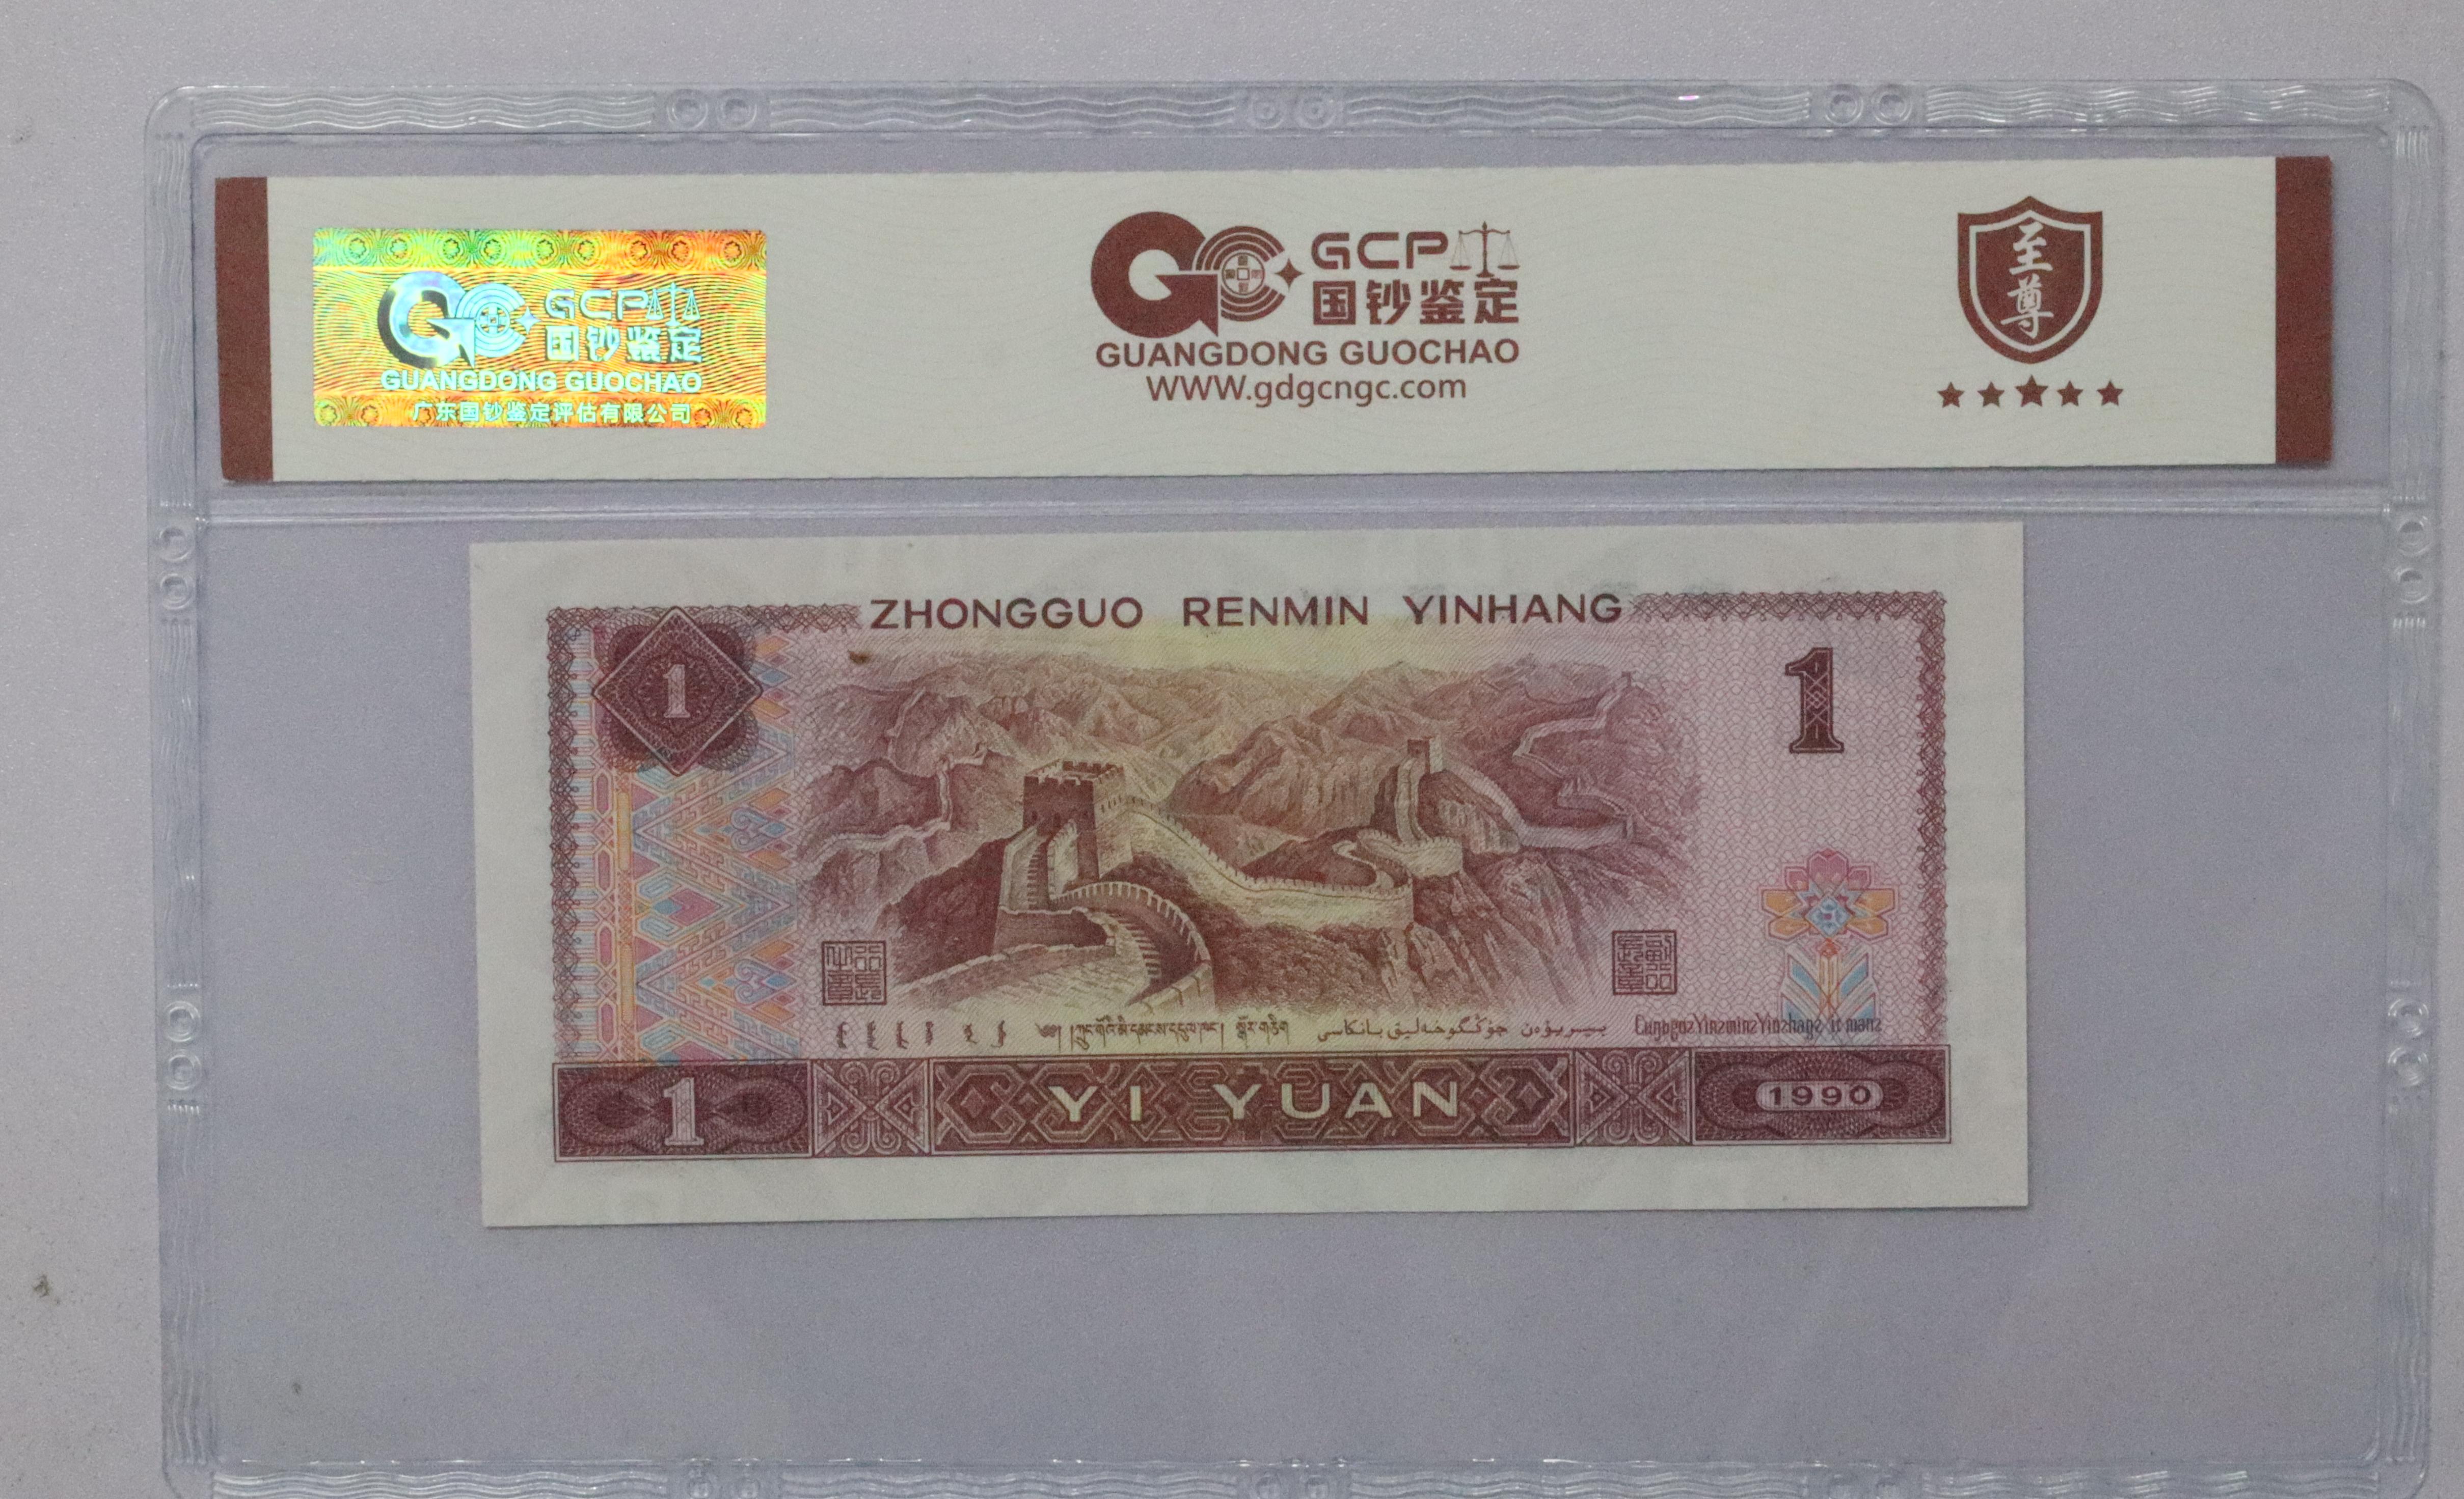 GCP
国钞鉴定
GUANGDONG GUOCHAO
广东国钞鉴定评估有限公司
GCP
国钞鉴定
GUANGDONG GUOCHAO
WWW.gdgcngc.com
至尊
ZHONGGUO RENMIN YINHANG
1
1
YI YUAN
1
1990